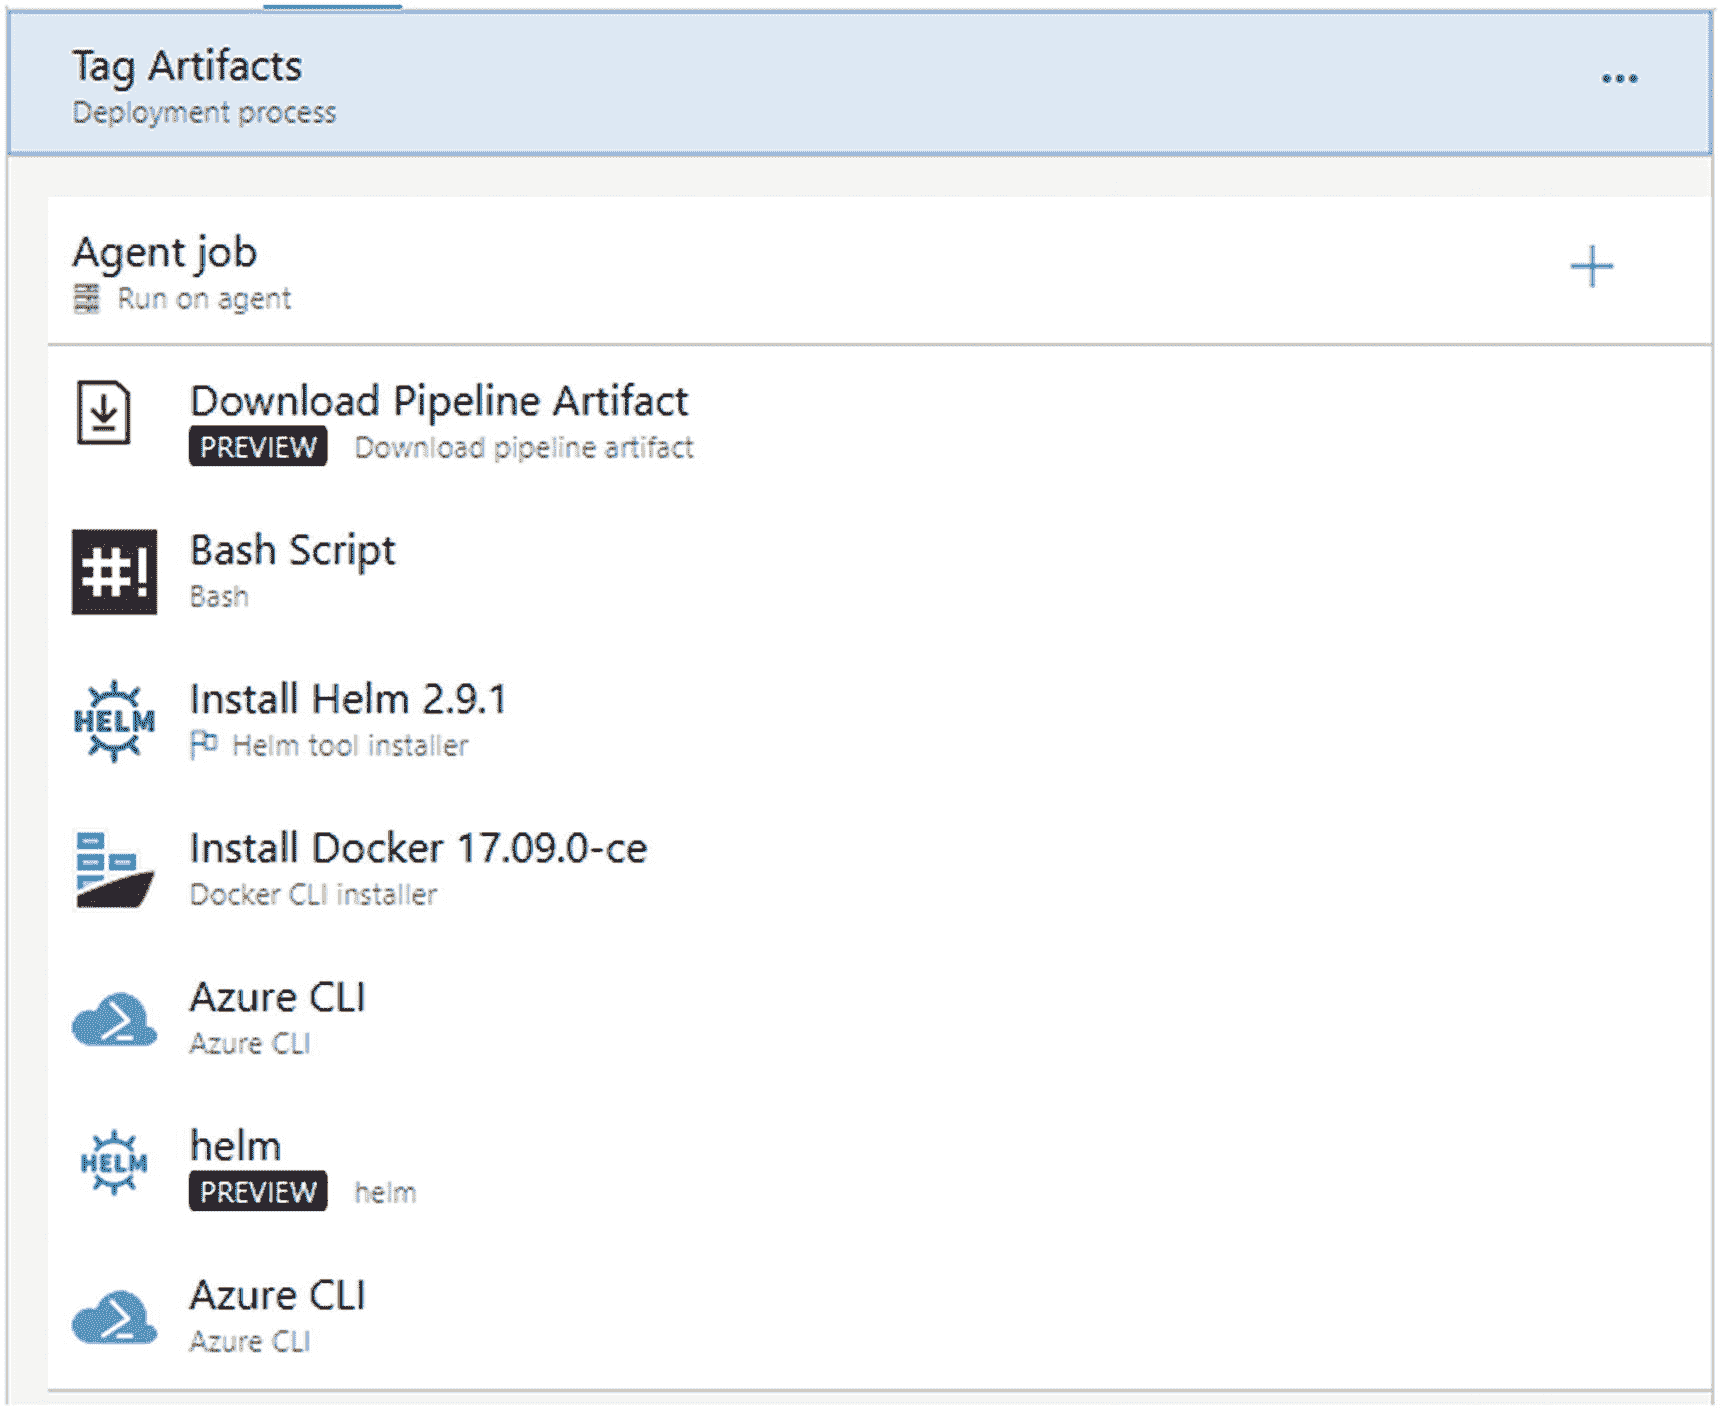 Tag Artifacts
Deployment process
Agent job
Run on agent
Download Pipeline Artifact
PREVIEW Download pipeline artifact
#!
Bash Script
Bash
HELM
Install Helm 2.9.1
Helm tool installer
Install Docker 17.09.0-ce
Docker CLI installer
Azure CLI
Azure CLI
HELM
helm
PREVIEW helm
Azure CLI
Azure CLI